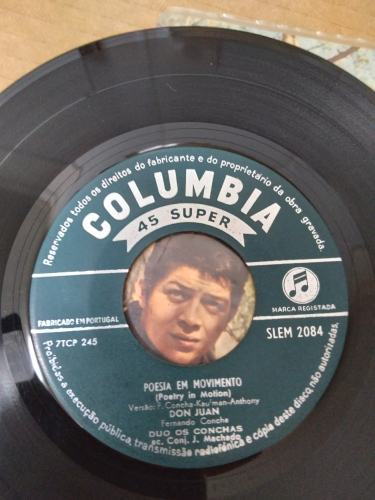 Reservados todos os direitos do fabricante e do proprietário da obra gravada.
COLUMBIA
45 SUPER
MARCA REGISTADA
FABRICADO EM PORTUGAL
7TCP 245
SLEM 2084
POESIA EM MOVIMENTO
(Poetry in Motion)
Versão: F. Concha-Kauman-Anthony
DON JUAN
Fernando Concha
DUO OS CONCHAS
ac. Conj. J. Machado
Proibidas a execução pública, transmissão radiofónica e cópia deste disco não autorizadas.